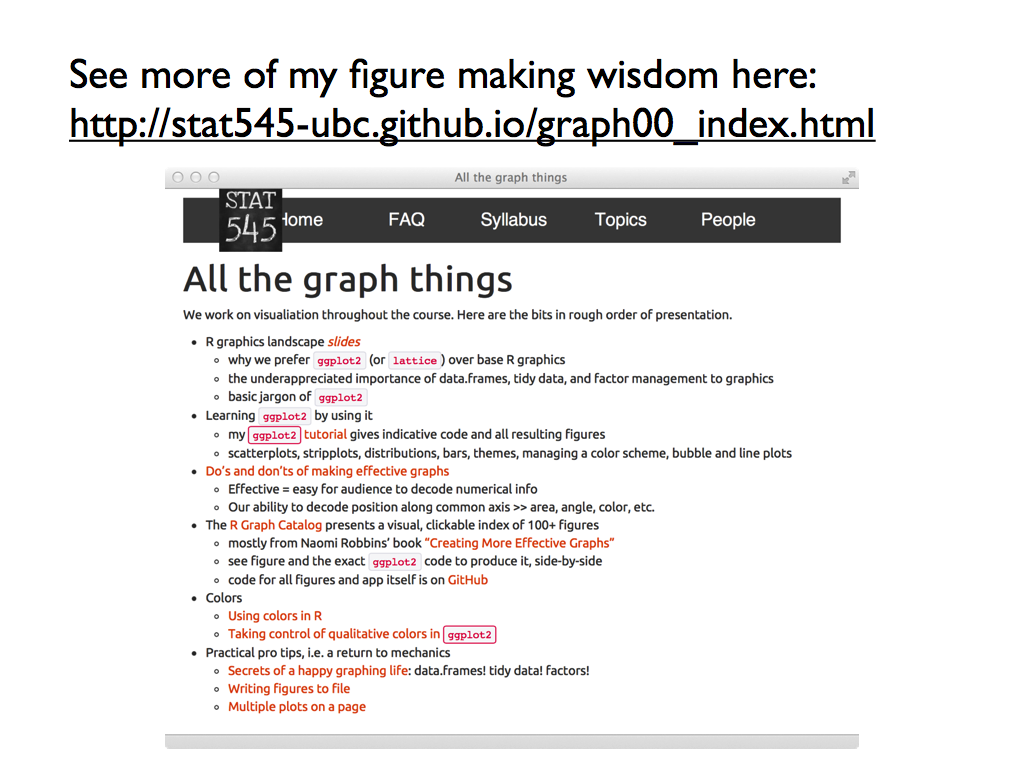 See more of my figure making wisdom here:
http://stat545-ubc.github.io/graph00_index.html
All the graph things
STAT
545
Home FAQ Syllabus Topics People
All the graph things
We work on visualiation throughout the course. Here are the bits in rough order of presentation.
• R graphics landscape slides
◦ why we prefer ggplot2 (or lattice) over base R graphics
◦ the underappreciated importance of data.frames, tidy data, and factor management to graphics
◦ basic jargon of ggplot2
• Learning ggplot2 by using it
◦ my ggplot2 tutorial gives indicative code and all resulting figures
◦ scatterplots, stripplots, distributions, bars, themes, managing a color scheme, bubble and line plots
• Do’s and don’ts of making effective graphs
◦ Effective = easy for audience to decode numerical info
◦ Our ability to decode position along common axis >> area, angle, color, etc.
• The R Graph Catalog presents a visual, clickable index of 100+ figures
◦ mostly from Naomi Robbins’ book “Creating More Effective Graphs”
◦ see figure and the exact ggplot2 code to produce it, side-by-side
◦ code for all figures and app itself is on GitHub
• Colors
◦ Using colors in R
◦ Taking control of qualitative colors in ggplot2
• Practical pro tips, i.e. a return to mechanics
◦ Secrets of a happy graphing life: data.frames! tidy data! factors!
◦ Writing figures to file
◦ Multiple plots on a page